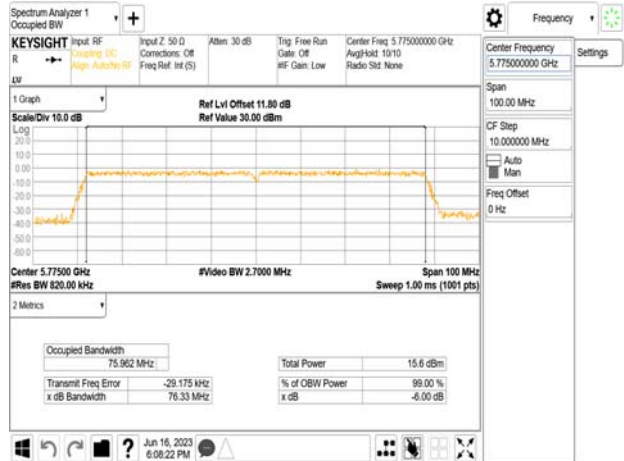 Spectrum Analyzer 1
Occupied BW
Frequency
KEYSIGHT
R
LXI
Input: RF
Coupling: DC
Align: Auto/No RF
Input Z: 50 Ω
Corrections: Off
Freq Ref: Int (S)
Atten: 30 dB
Trig: Free Run
Gate: Off
#IF Gain: Low
Center Freq: 5.775000000 GHz
Avg|Hold: 10/10
Radio Std: None
Center Frequency
5.775000000 GHz
Settings
Span
100.00 MHz
CF Step
10.000000 MHz
Auto
Man
Freq Offset
0 Hz
1 Graph
Scale/Div 10.0 dB
Ref Lvl Offset 11.80 dB
Ref Value 30.00 dBm
Log
20.0
10.0
0.00
-10.0
-20.0
-30.0
-40.0
-50.0
-60.0
Center 5.77500 GHz
#Res BW 820.00 kHz
#Video BW 2.7000 MHz
Span 100 MHz
Sweep 1.00 ms (1001 pts)
2 Metrics
Occupied Bandwidth
75.962 MHz
Total Power 15.6 dBm
Transmit Freq Error -29.175 kHz
% of OBW Power 99.00 %
x dB Bandwidth 76.33 MHz
x dB -6.00 dB
Jun 16, 2023
6:08:22 PM